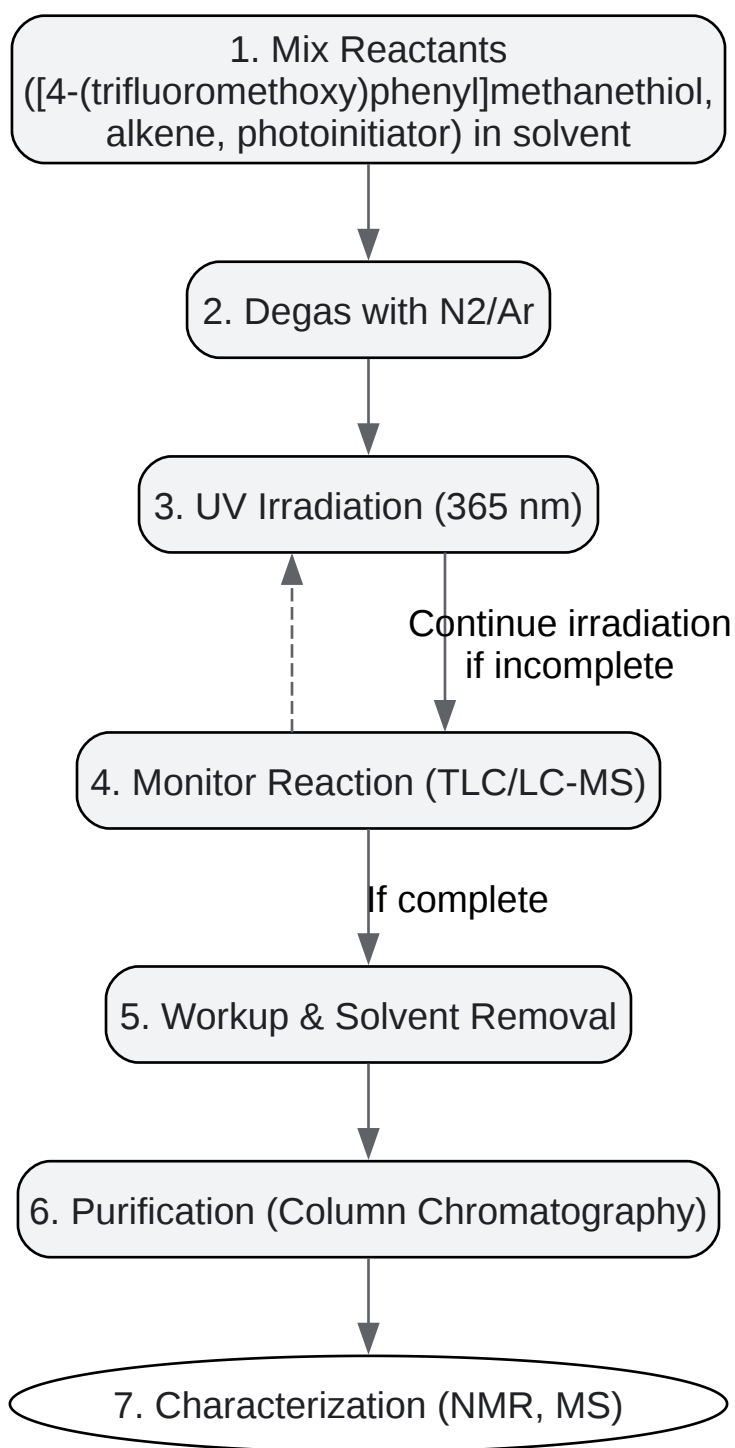 1. Mix Reactants
([4-(trifluoromethoxy)phenyl]methanethiol,
alkene, photoinitiator) in solvent
2. Degas with N2/Ar
3. UV Irradiation (365 nm)
Continue irradiation
if incomplete
4. Monitor Reaction (TLC/LC-MS)
If complete
5. Workup & Solvent Removal
6. Purification (Column Chromatography)
7. Characterization (NMR, MS)